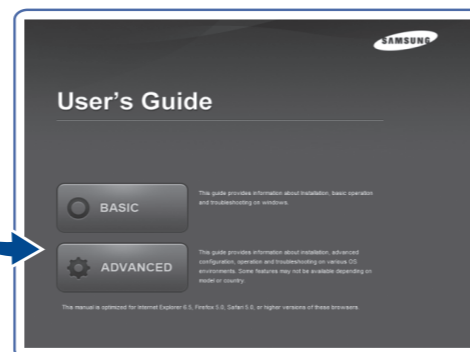 SAMSUNG
User's Guide
BASIC
This guide provides information about Installation, basic operation
and troubleshooting on windows.
ADVANCED
This guide provides information about installation, advanced
configuration, operation and troubleshooting on various OS
environments. Some features may not be available depending on
model or country.
This manual is optimized for Internet Explorer 6.5, Firefox 5.0, Safari 5.0, or higher versions of these browsers.